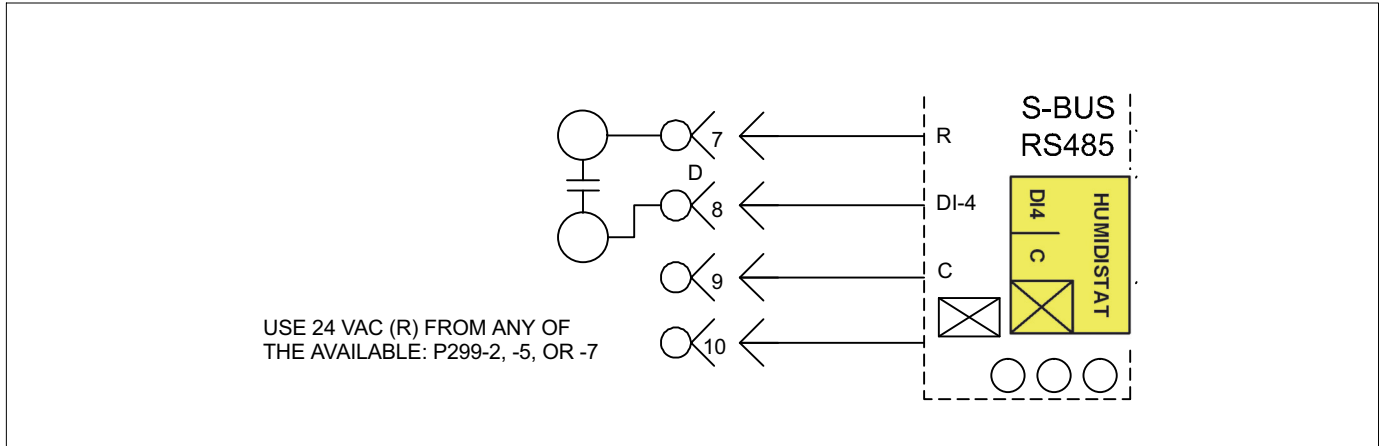 S-BUS
RS485
7
R
D
8
DI-4
DI4
HUMIDISTAT
9
C
C
USE 24 VAC (R) FROM ANY OF
THE AVAILABLE: P299-2, -5, OR -7
10